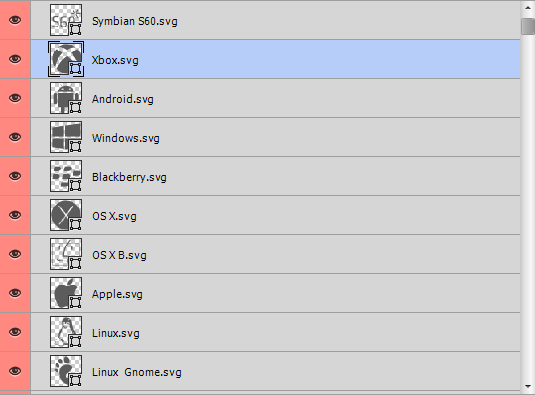 Symbian S60.svg
Xbox.svg
Android.svg
Windows.svg
Blackberry.svg
OS X.svg
OS X B.svg
Apple.svg
Linux.svg
Linux  Gnome.svg